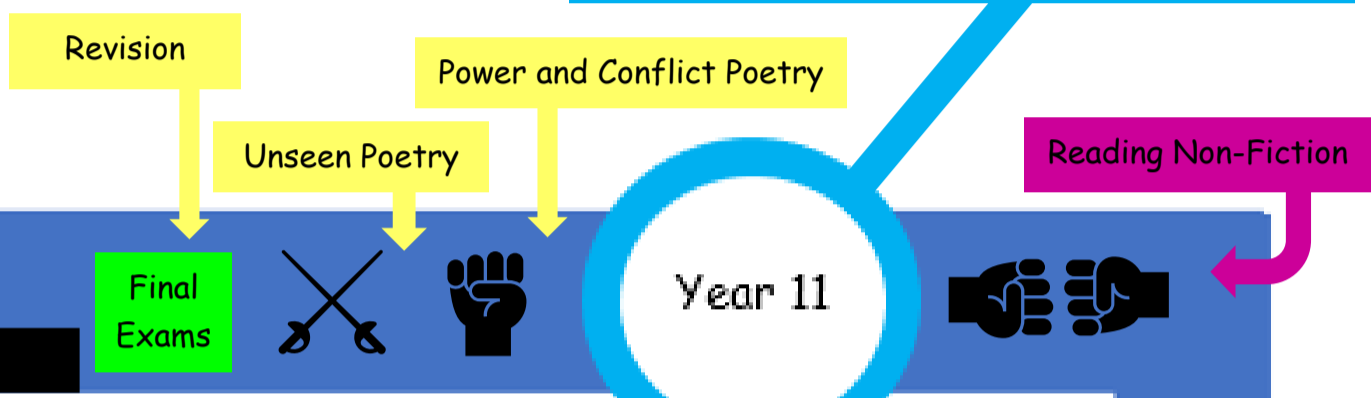 Revision
Power and Conflict Poetry
Unseen Poetry
Reading Non-Fiction
Final
Exams
Year 11